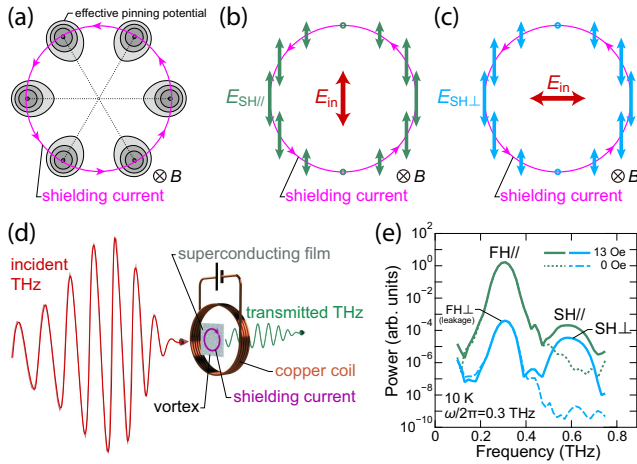 (a)
effective pinning potential
shielding current
⊗ B
(b)
E_SH//
E_in
⊗ B
shielding current
(c)
E_SH⊥
E_in
⊗ B
shielding current
(d)
incident
THz
superconducting film
transmitted THz
copper coil
shielding current
vortex
(e)
Power (arb. units)
10^2
10^0
10^-2
10^-4
10^-6
10^-8
10^-10
FH//
13 Oe
0 Oe
FH⊥
(leakage)
SH//
SH⊥
10 K
ω/2π=0.3 THz
0 0.2 0.4 0.6 0.8
Frequency (THz)